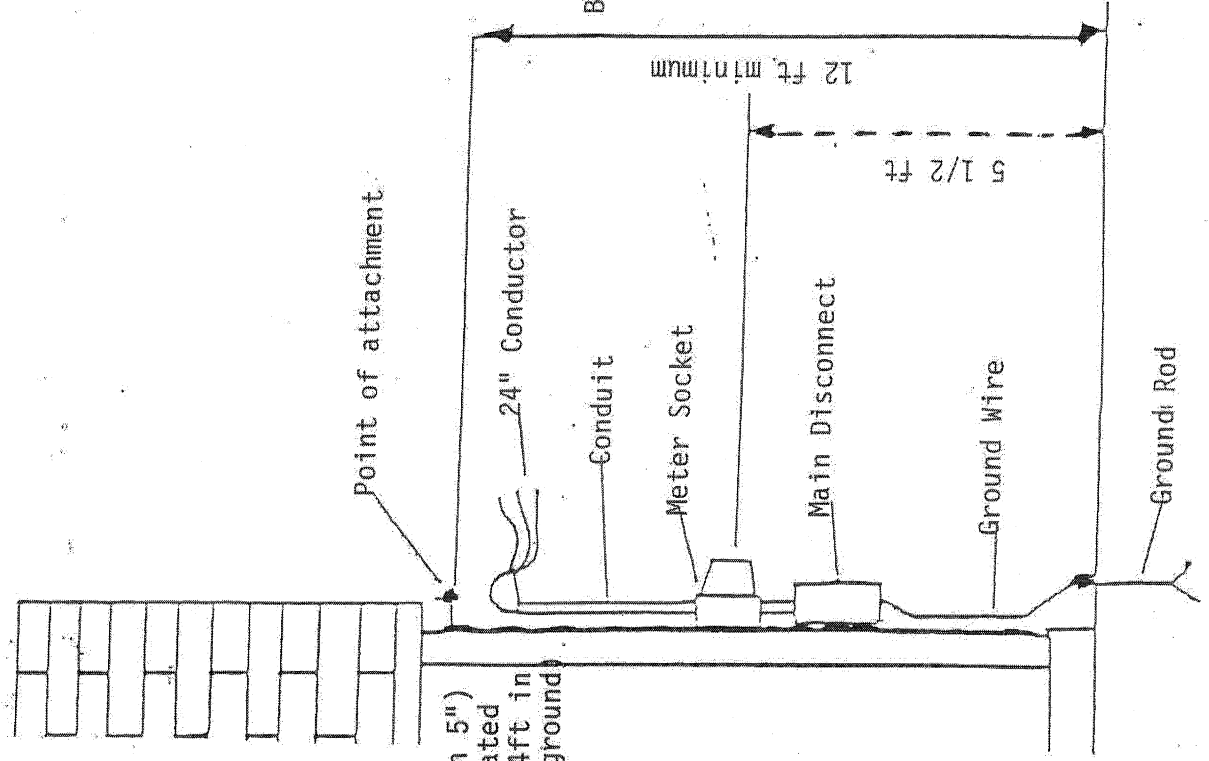 B
12 ft minimum
5 1/2 ft
Point of attachment
24" Conductor
Conduit
Meter Socket
Main Disconnect
Ground Wire
Ground Rod
n 5")
ated
4ft in
ground)